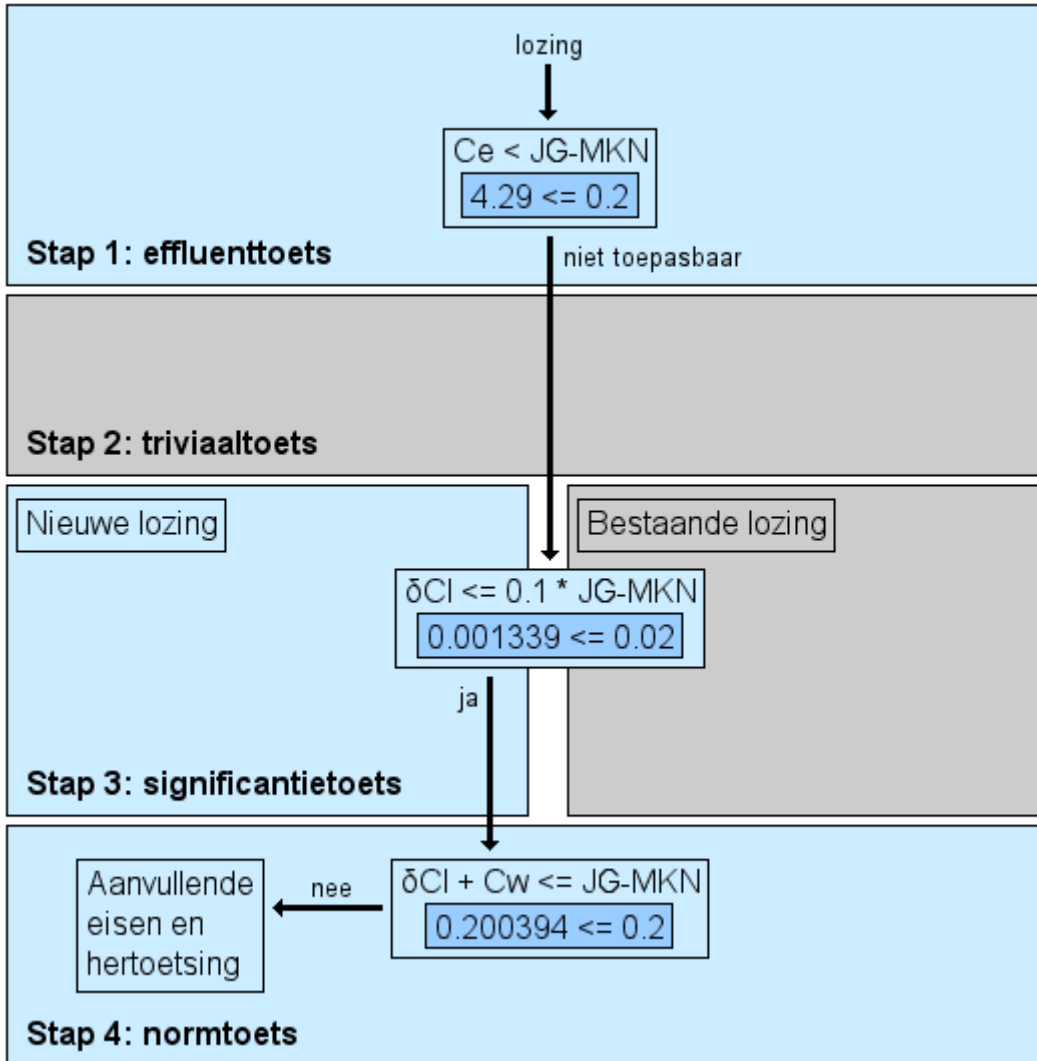 lozing
Ce < JG-MKN
4.29 <= 0.2
Stap 1: effluenttoets
niet toepasbaar
Stap 2: triviaaltoets
Nieuwe lozing
Bestaande lozing
δCl <= 0.1 * JG-MKN
0.001339 <= 0.02
ja
Stap 3: significantietoets
Aanvullende
eisen en
hertoetsing
nee
δCl + Cw <= JG-MKN
0.200394 <= 0.2
Stap 4: normtoets